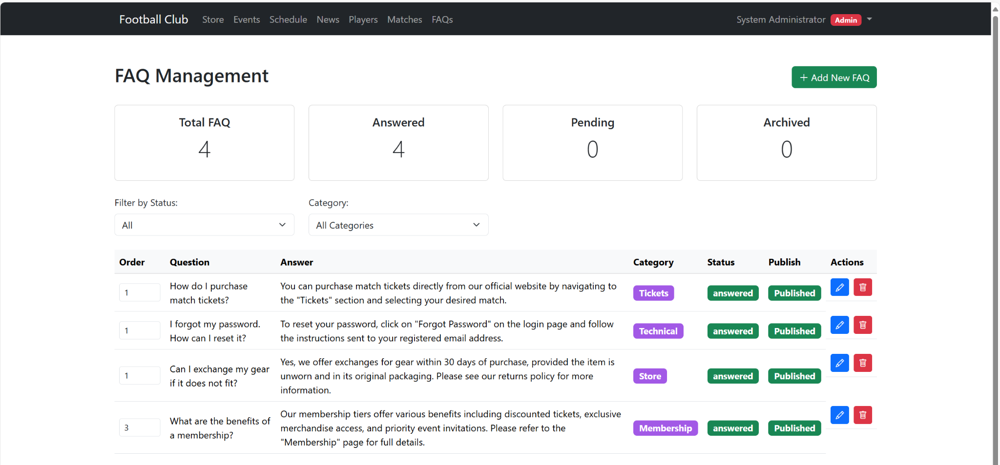 Football Club Store Events Schedule News Players Matches FAQs System Administrator Admin
FAQ Management
+ Add New FAQ
Total FAQ Answered Pending Archived
4 4 0 0
Filter by Status: Category:
All All Categories
Order Question Answer Category Status Publish Actions
1 How do I purchase You can purchase match tickets directly from our official website by navigating to Tickets answered Published
match tickets? the "Tickets" section and selecting your desired match.
1 I forgot my password. To reset your password, click on "Forgot Password" on the login page and follow Technical answered Published
How can I reset it? the instructions sent to your registered email address.
Yes, we offer exchanges for gear within 30 days of purchase, provided the item is
1 Can I exchange my gear unworn and in its original packaging. Please see our returns policy for more Store answered Published
if it does not fit? information.
Our membership tiers offer various benefits including discounted tickets, exclusive
3 What are the benefits of merchandise access, and priority event invitations. Please refer to the Membership answered Published
a membership? "Membership" page for full details.